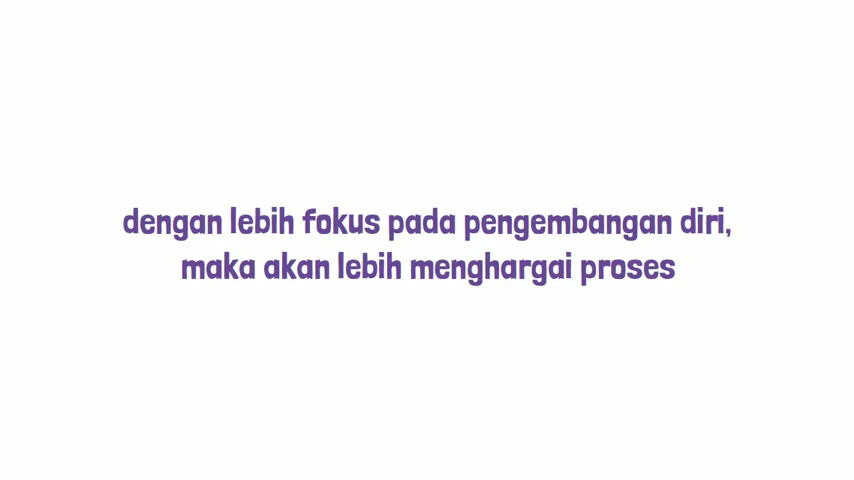 dengan lebih fokus pada pengembangan diri,
maka akan lebih menghargai proses